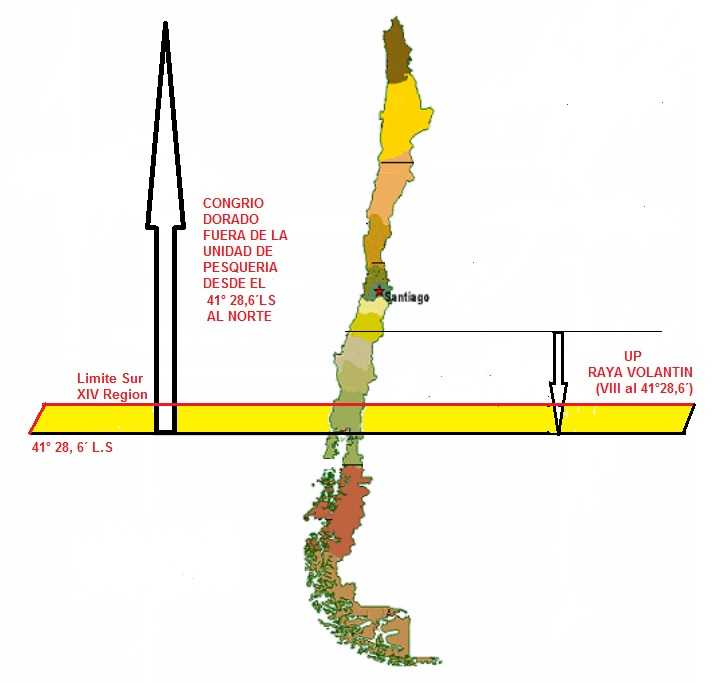 CONGRIO
DORADO
FUERA DE LA
UNIDAD DE
PESQUERIA
DESDE EL
41° 28,6´LS
AL NORTE
Santiago
UP
RAYA VOLANTIN
(VIII al 41°28,6´)
Limite Sur
XIV Region
41° 28, 6´ L.S